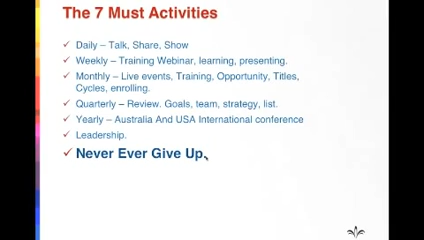 The 7 Must Activities
Daily – Talk, Share, Show
Weekly – Training Webinar, learning, presenting.
Monthly – Live events, Training, Opportunity, Titles,
Cycles, enrolling.
Quarterly – Review. Goals, team, strategy, list.
Yearly – Australia And USA International conference
Leadership.
Never Ever Give Up.